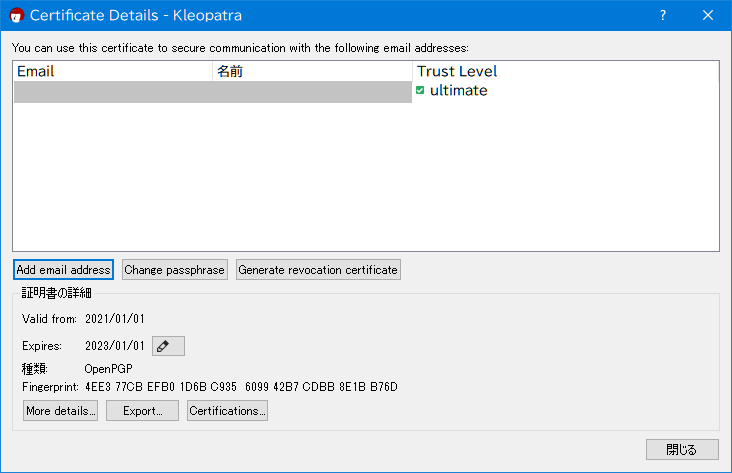 Certificate Details - Kleopatra
You can use this certificate to secure communication with the following email addresses:
Email 名前 Trust Level
ultimate
Add email address Change passphrase Generate revocation certificate
証明書の詳細
Valid from: 2021/01/01
Expires: 2023/01/01
種類: OpenPGP
Fingerprint: 4EE3 77CB EFB0 1D6B C935 6099 42B7 CDBB 8E1B B76D
More details... Export... Certifications...
閉じる